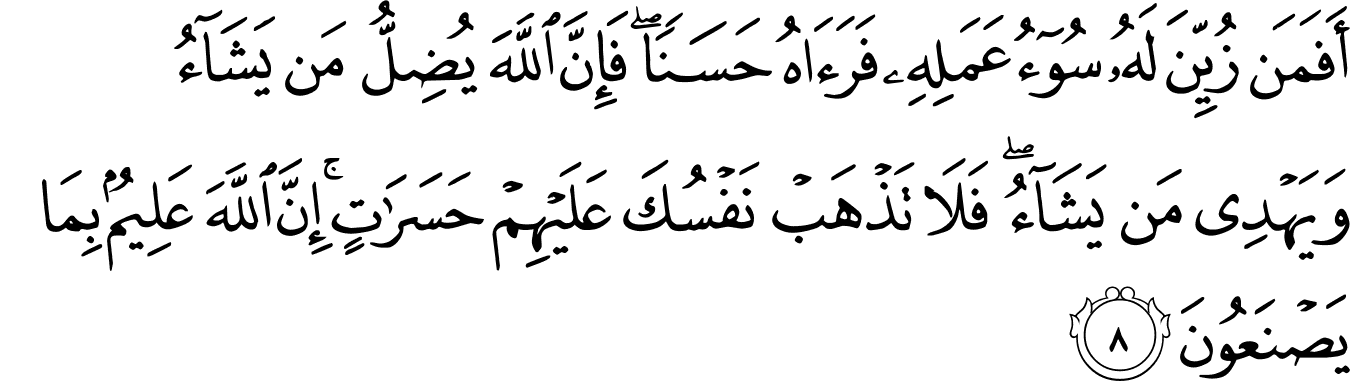 أَفَمَن زُيِّنَ لَهُۥ سُوٓءُ عَمَلِهِۦ فَرَءَاهُ حَسَنًا ۖ فَإِنَّ ٱللَّهَ يُضِلُّ مَن يَشَآءُ
وَيَهْدِى مَن يَشَآءُ ۖ فَلَا تَذْهَبْ نَفْسُكَ عَلَيْهِمْ حَسَرَٰتٍ ۚ إِنَّ ٱللَّهَ عَلِيمٌۢ بِمَا
يَصْنَعُونَ ٨